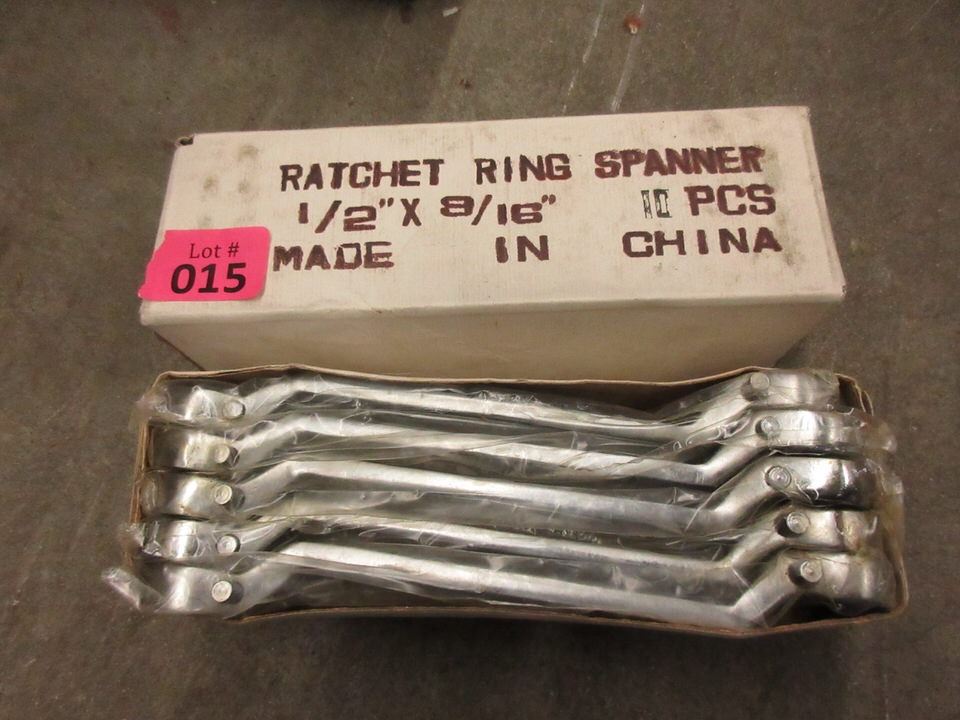 RATCHET RING SPANNER
1/2" X 9/16" 10 PCS
MADE IN CHINA
Lot #
015